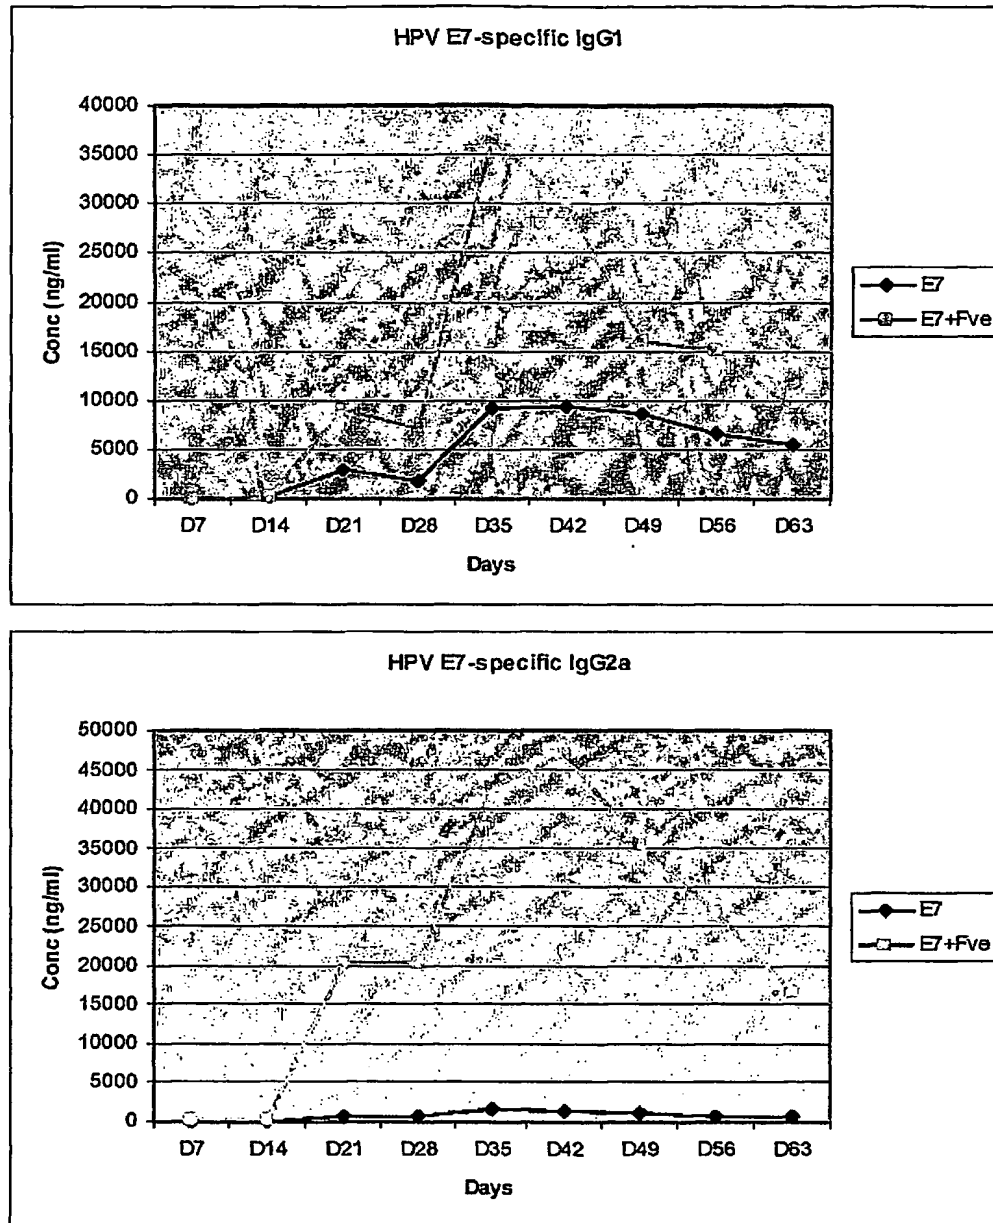 HPV E7-specific IgG1
40000
35000
30000
25000
20000
15000
10000
5000
0
Conc (ng/ml)
D7 D14 D21 D28 D35 D42 D49 D56 D63
Days
E7
E7+Fve
HPV E7-specific IgG2a
50000
45000
40000
35000
30000
25000
20000
15000
10000
5000
0
Conc (ng/ml)
D7 D14 D21 D28 D35 D42 D49 D56 D63
Days
E7
E7+Fve